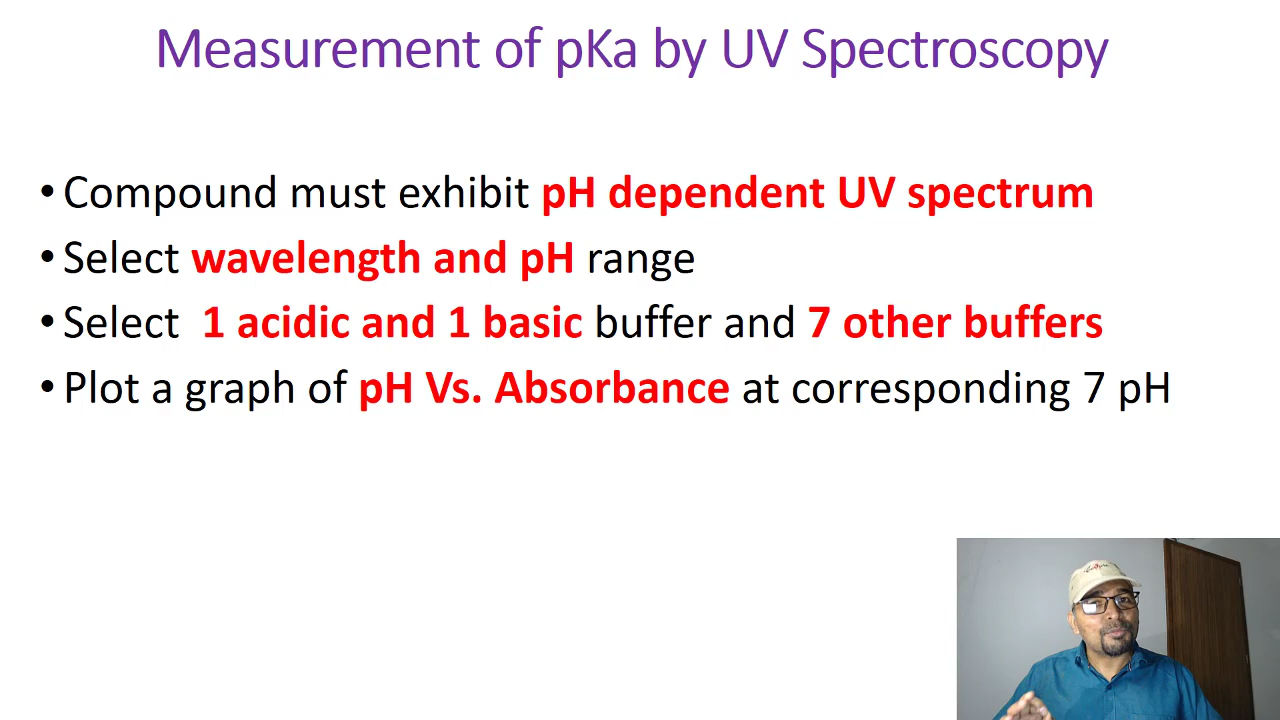 Measurement of pKa by UV Spectroscopy
•Compound must exhibit pH dependent UV spectrum
•Select wavelength and pH range
•Select 1 acidic and 1 basic buffer and 7 other buffers
•Plot a graph of pH Vs. Absorbance at corresponding 7 pH